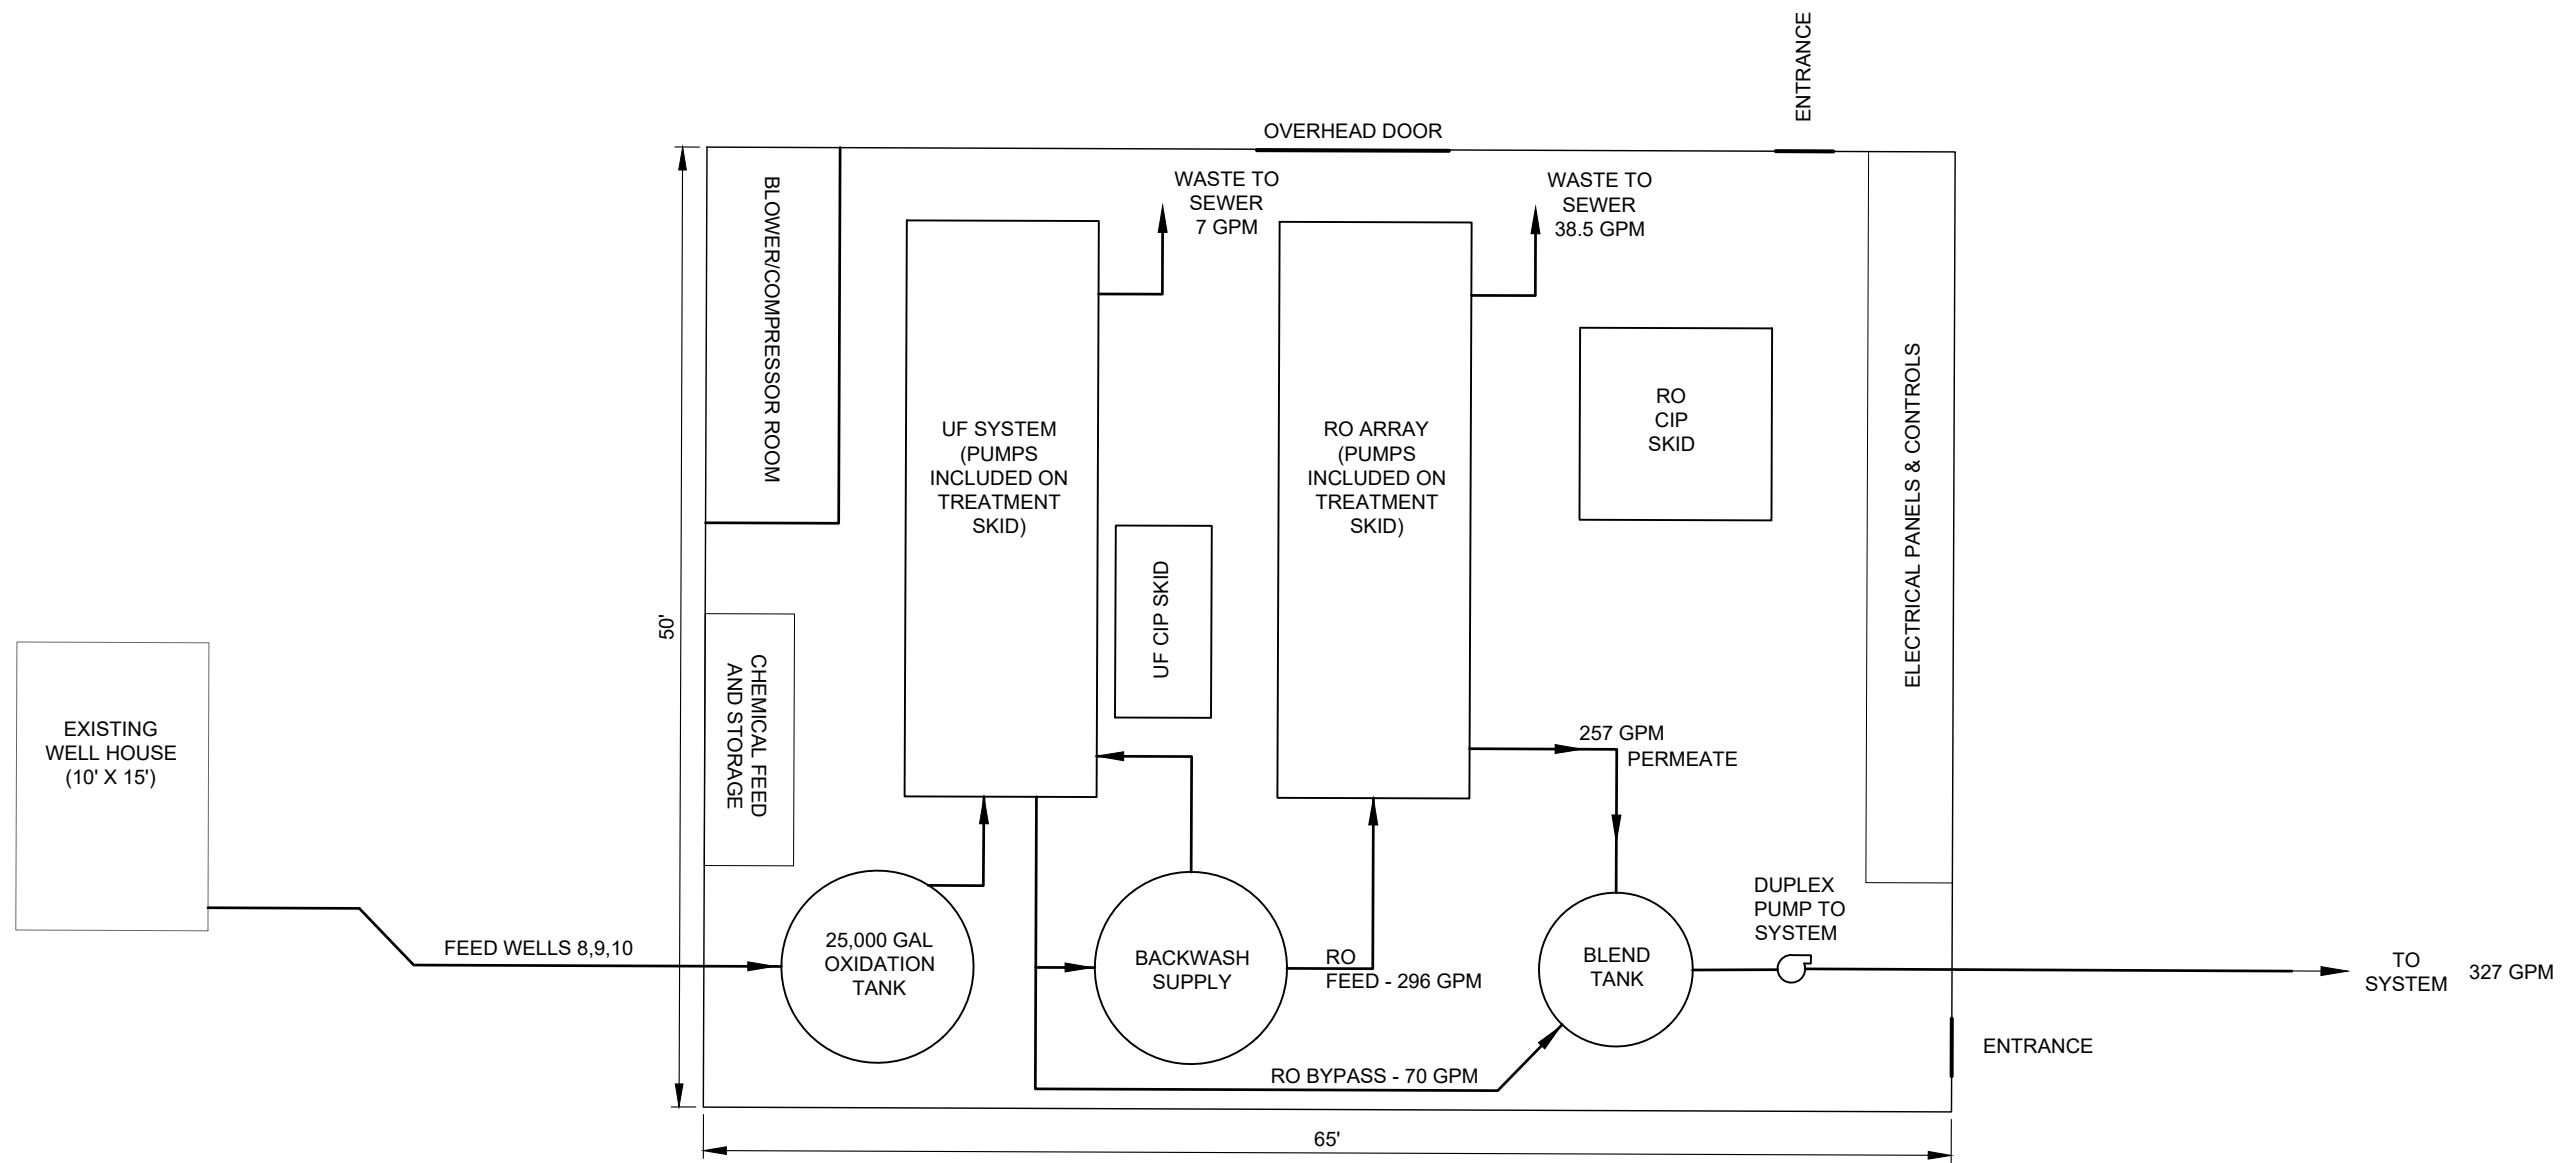 ENTRANCE
OVERHEAD DOOR
BLOWER/COMPRESSOR ROOM
WASTE TO
SEWER
7 GPM
WASTE TO
SEWER
38.5 GPM
UF SYSTEM
(PUMPS
INCLUDED ON
TREATMENT
SKID)
RO ARRAY
(PUMPS
INCLUDED ON
TREATMENT
SKID)
RO
CIP
SKID
ELECTRICAL PANELS & CONTROLS
UF CIP SKID
50'
CHEMICAL FEED
AND STORAGE
EXISTING
WELL HOUSE
(10' X 15')
257 GPM
PERMEATE
FEED WELLS 8,9,10
25,000 GAL
OXIDATION
TANK
BACKWASH
SUPPLY
RO
FEED - 296 GPM
BLEND
TANK
DUPLEX
PUMP TO
SYSTEM
TO
SYSTEM
327 GPM
ENTRANCE
RO BYPASS - 70 GPM
65'